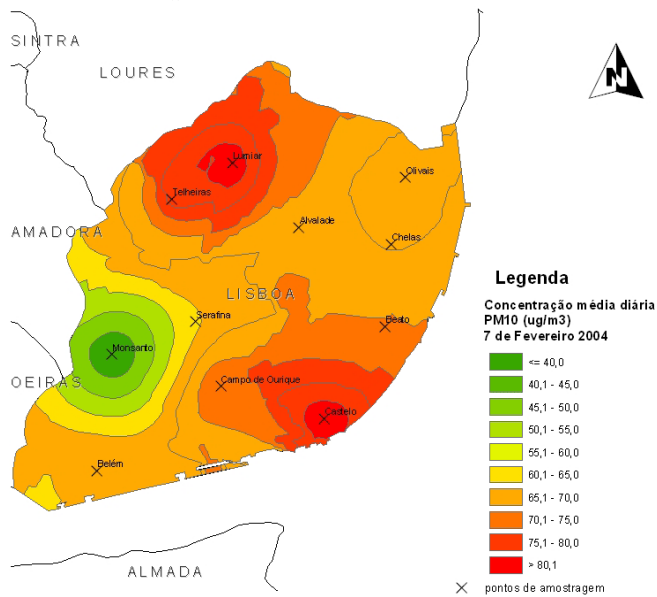 SINTRA
LOURES
N
Lumiar
Olivais
Telheiras
Alvalade
AMADORA
Chelas
Legenda
LISBOA
Concentração média diária
PM10 (ug/m3)
7 de Fevereiro 2004
Serafina
Beato
Monsanto
<= 40,0
OEIRAS
Campo de Ourique
40,1 - 45,0
45,1 - 50,0
Castelo
50,1 - 55,0
55,1 - 60,0
Belém
60,1 - 65,0
65,1 - 70,0
70,1 - 75,0
75,1 - 80,0
> 80,1
ALMADA
pontos de amostragem